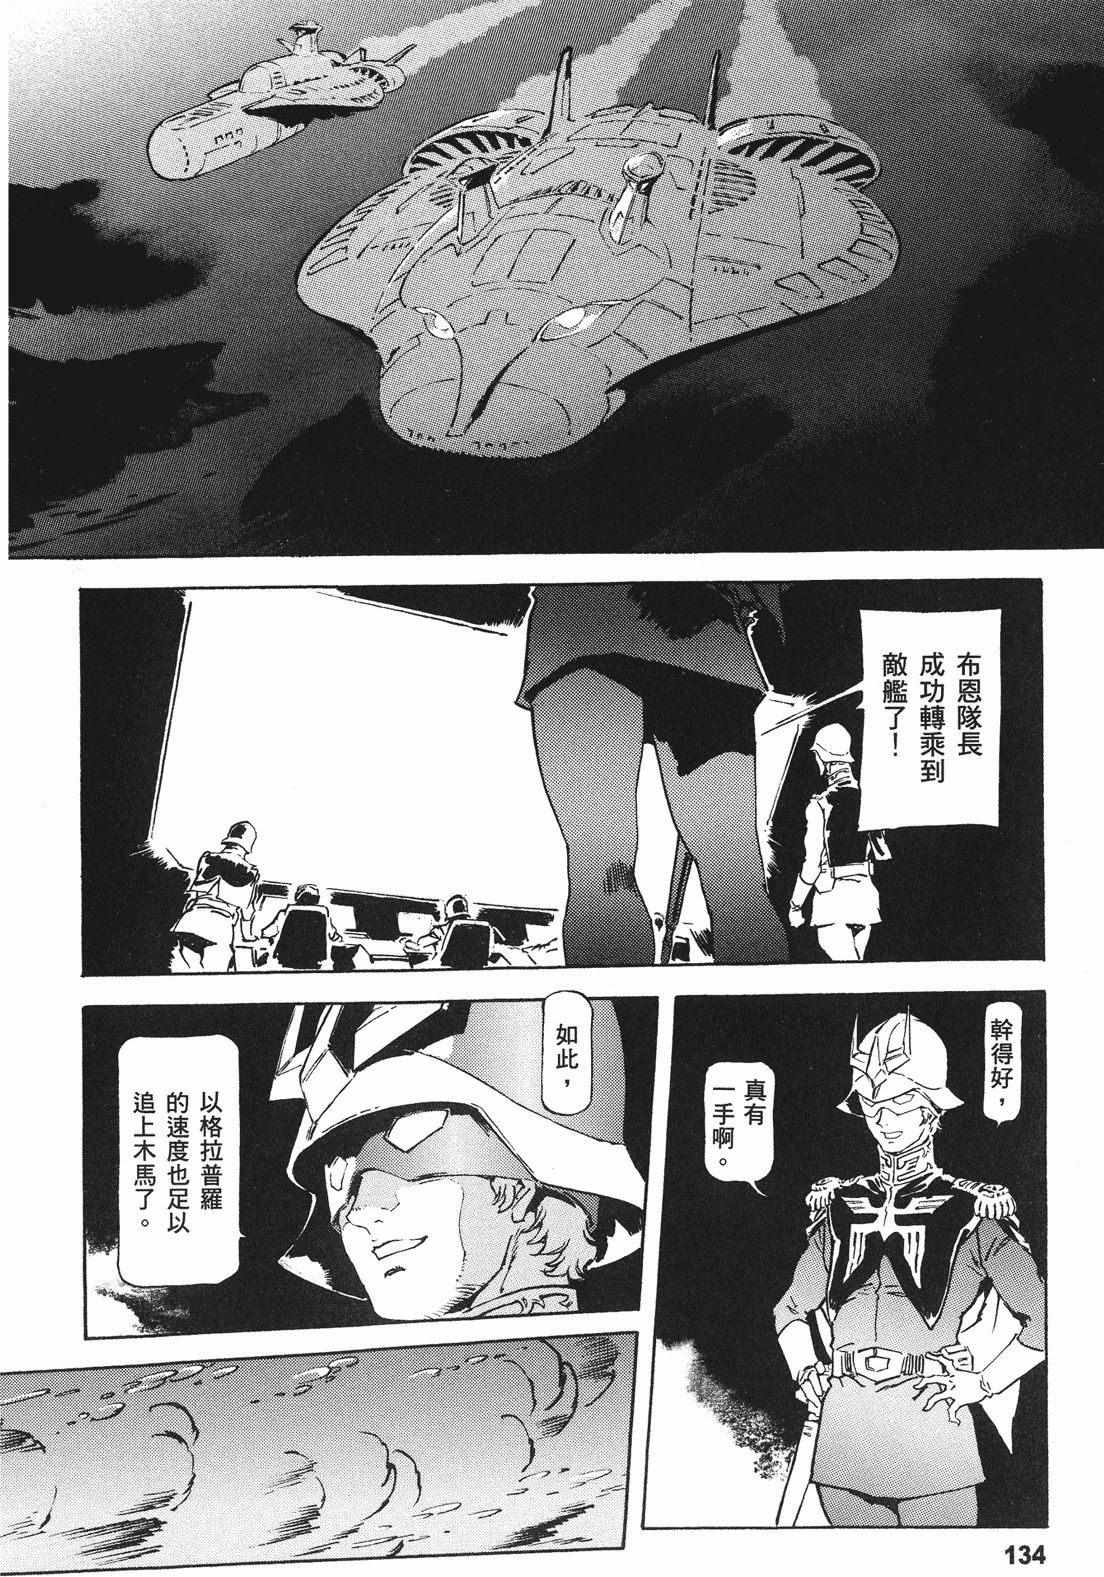 布恩隊長
成功轉乘到
敵艦了！
幹得好，
真有
一手啊。
如此，
以格拉普羅
的速度也足以
追上木馬了。
134